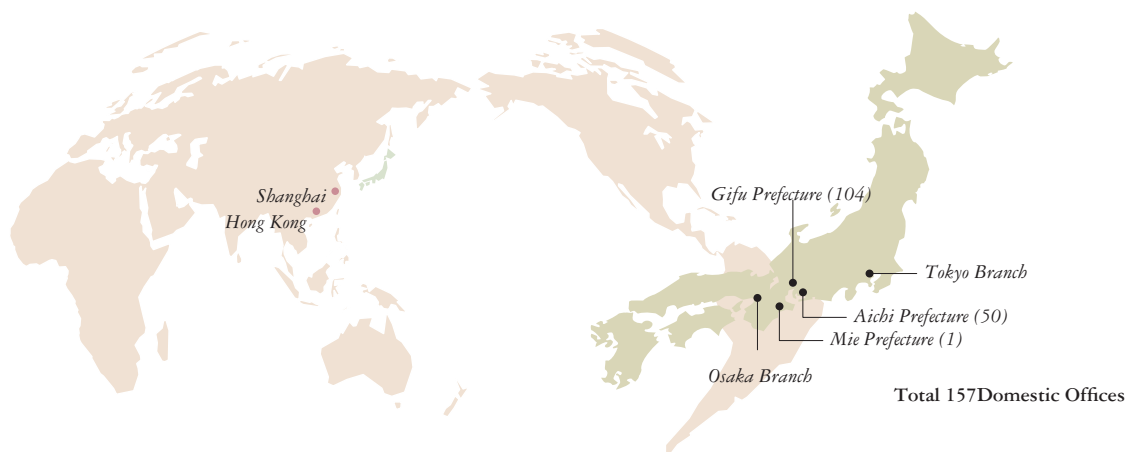 Shanghai
Hong Kong
Gifu Prefecture (104)
Tokyo Branch
Aichi Prefecture (50)
Mie Prefecture (1)
Osaka Branch
Total 157Domestic Offices